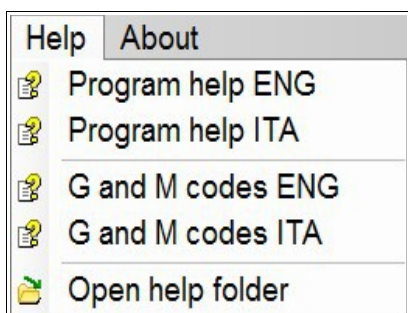 Help About
Program help ENG
Program help ITA
G and M codes ENG
G and M codes ITA
Open help folder